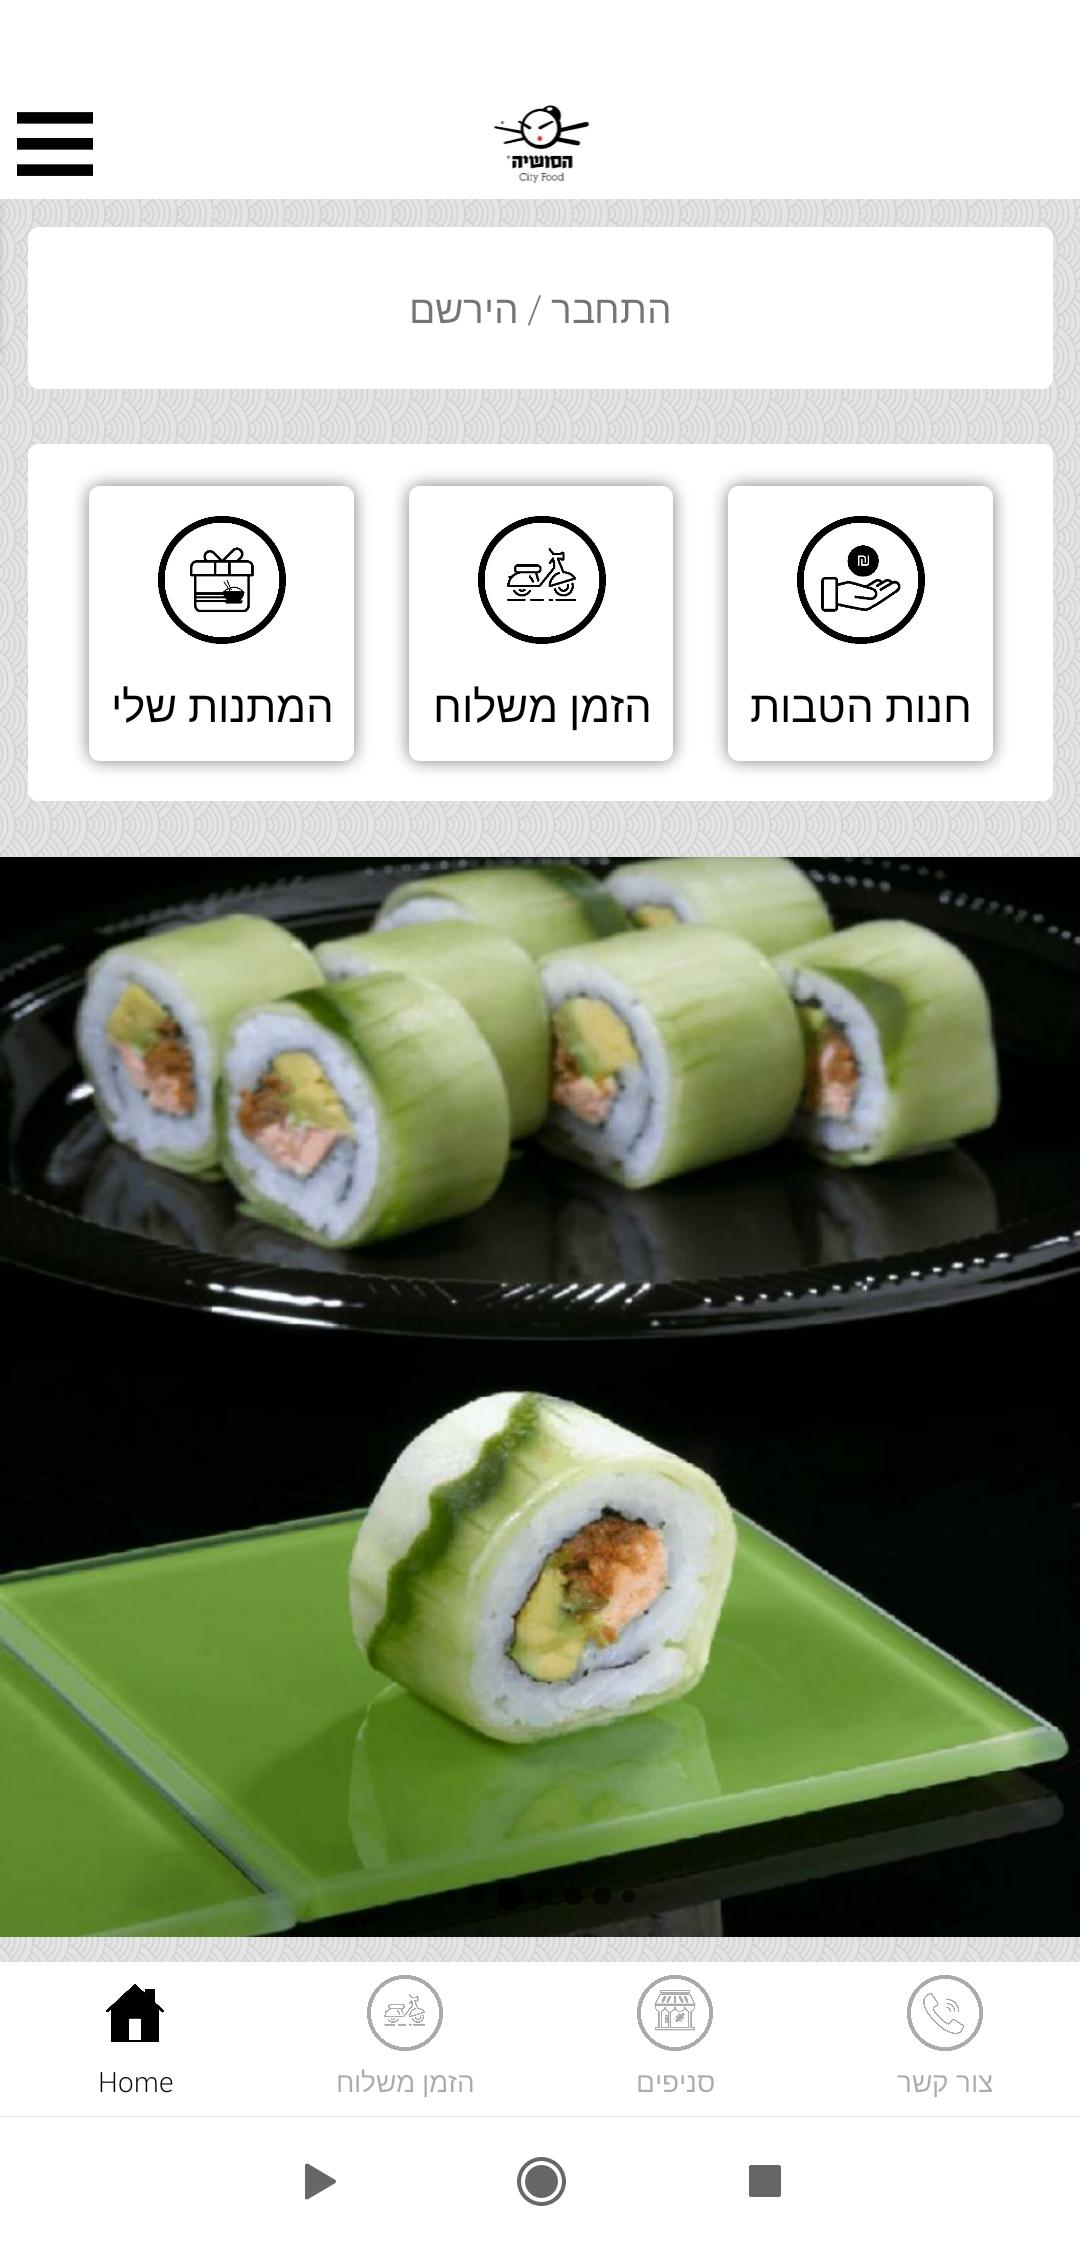 הסושיה
City Food
התחבר / הירשם
חנות הטבות
הזמן משלוח
המתנות שלי
Home
הזמן משלוח
סניפים
צור קשר